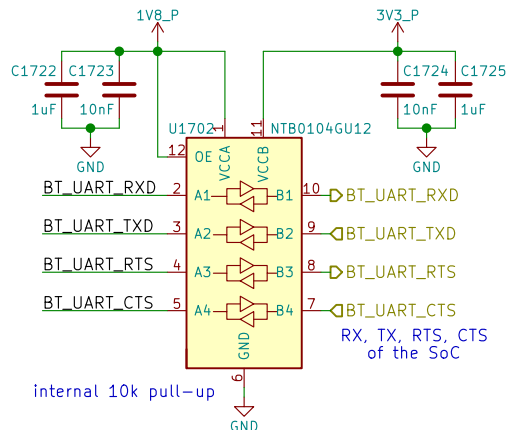 1V8_P 3V3_P
C1722 C1723 C1724 C1725
1uF 10nF 10nF 1uF
GND GND
U1702 NTB0104GU12
1 11
12 OE VCCA VCCB
BT_UART_RXD 2 A1 B1 10 BT_UART_RXD
BT_UART_TXD 3 A2 B2 9 BT_UART_TXD
BT_UART_RTS 4 A3 B3 8 BT_UART_RTS
BT_UART_CTS 5 A4 B4 7 BT_UART_CTS
GND
RX, TX, RTS, CTS
of the SoC
6
internal 10k pull-up
GND